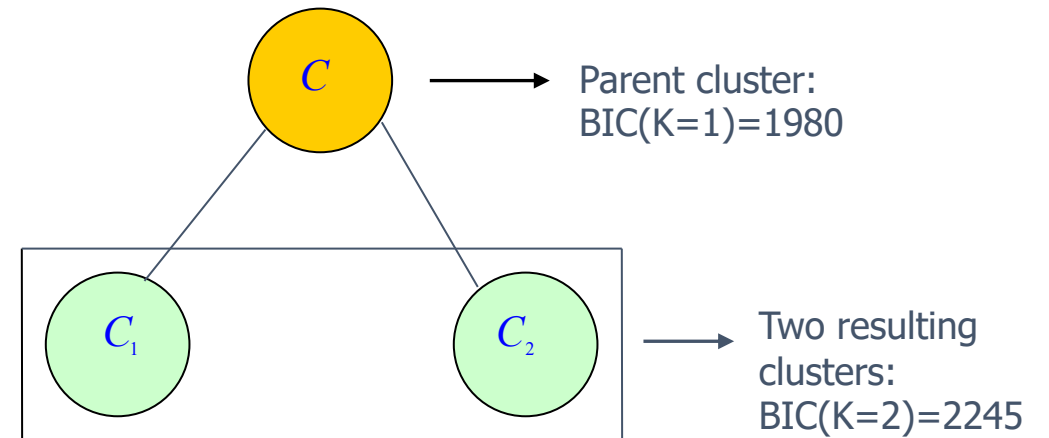 C
Parent cluster:
BIC(K=1)=1980
C₁
C₂
Two resulting
clusters:
BIC(K=2)=2245